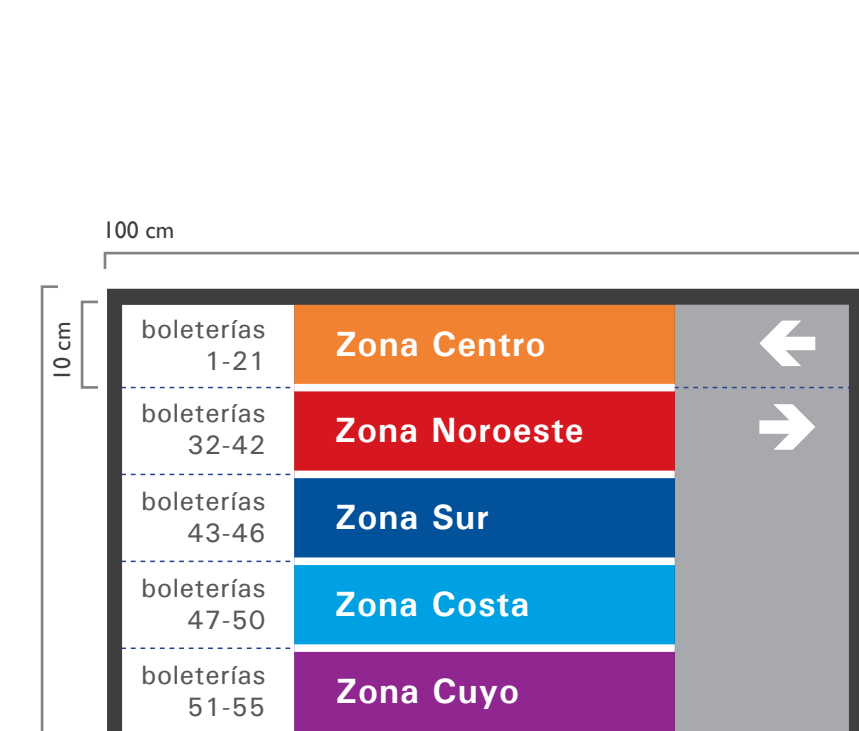 100 cm
10 cm
boleterías
1-21
Zona Centro
boleterías
32-42
Zona Noroeste
boleterías
43-46
Zona Sur
boleterías
47-50
Zona Costa
boleterías
51-55
Zona Cuyo